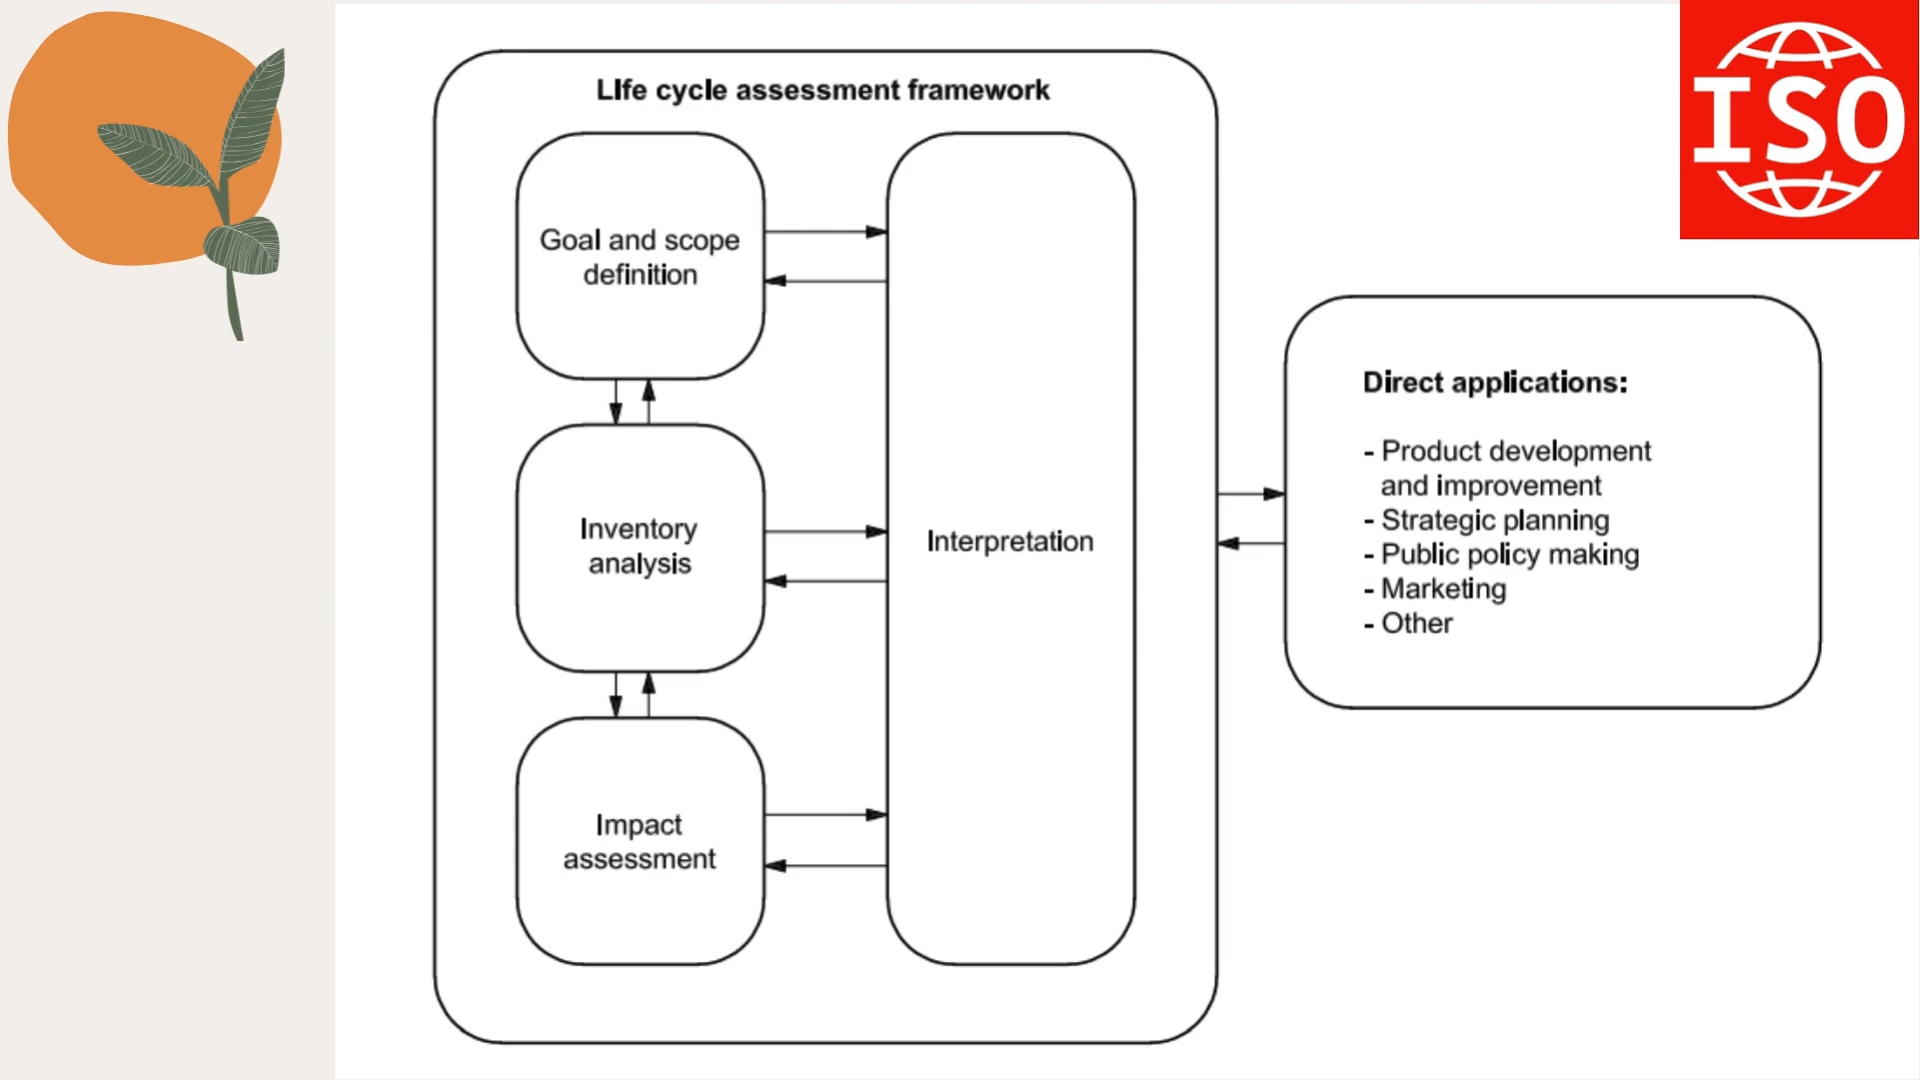 LIfe cycle assessment framework
Goal and scope
definition
Inventory
analysis
Impact
assessment
Interpretation
Direct applications:
- Product development
and improvement
- Strategic planning
- Public policy making
- Marketing
- Other
ISO